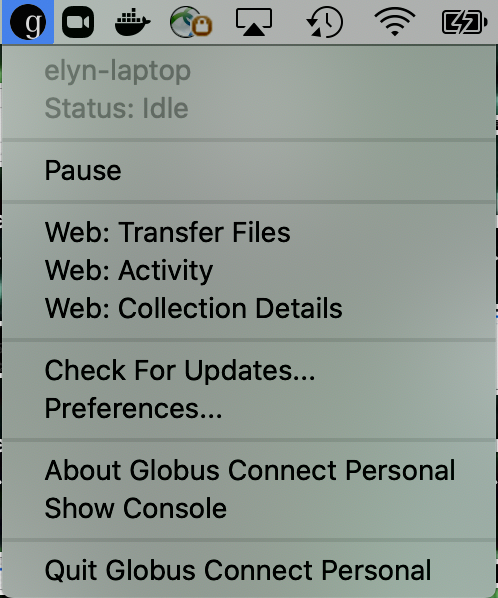 g
elyn-laptop
Status: Idle
Pause
Web: Transfer Files
Web: Activity
Web: Collection Details
Check For Updates...
Preferences...
About Globus Connect Personal
Show Console
Quit Globus Connect Personal